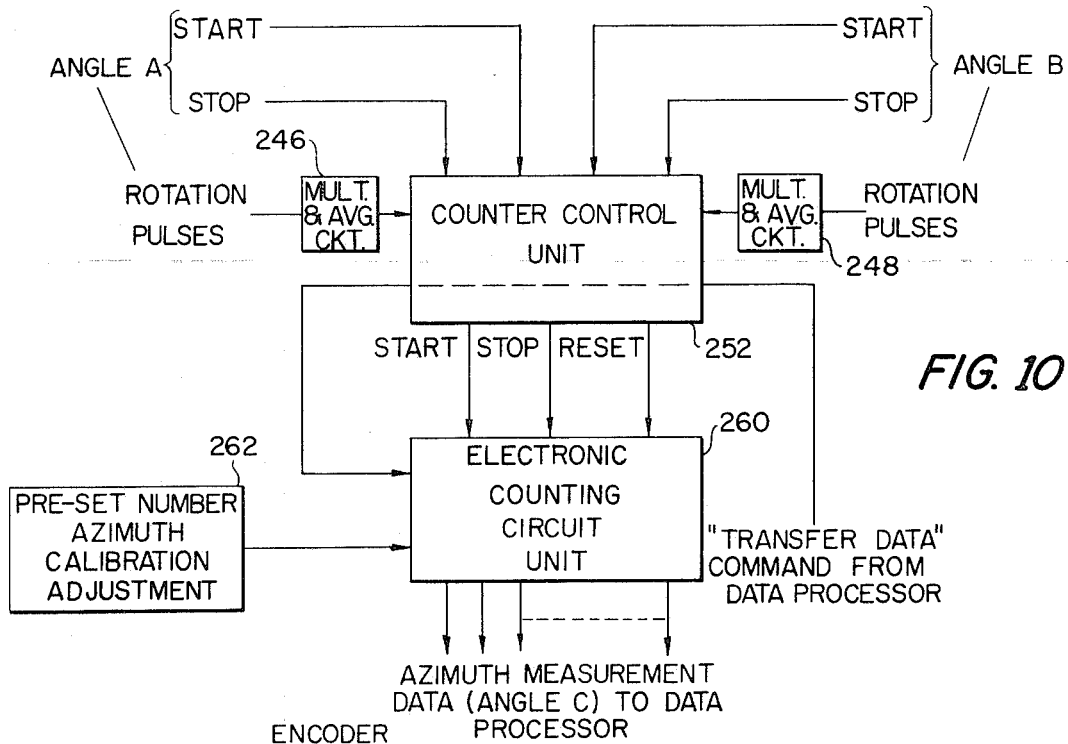 START
ANGLE A
STOP
START
ANGLE B
STOP
246
ROTATION
PULSES
MULT.
& AVG.
CKT.
COUNTER CONTROL
UNIT
MULT.
& AVG.
CKT.
ROTATION
PULSES
248
START STOP RESET
252
FIG. 10
260
262
PRE-SET NUMBER
AZIMUTH
CALIBRATION
ADJUSTMENT
ELECTRONIC
COUNTING
CIRCUIT
UNIT
"TRANSFER DATA"
COMMAND FROM
DATA PROCESSOR
AZIMUTH MEASUREMENT
DATA (ANGLE C) TO DATA
PROCESSOR
ENCODER